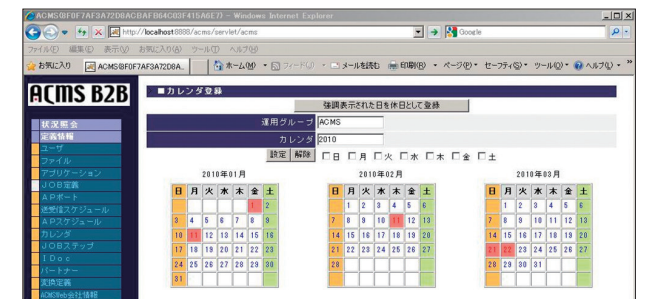 ACMS(8F0F7AF3A72D8ACBAFB64C03F415A6E7) - Windows Internet Explorer
http://localhost:8888/acms/servlet/acms
Google
ファイル(F) 編集(E) 表示(V) お気に入り(A) ツール(T) ヘルプ(H)
お気に入り ACMS(8F0F7AF3A72D8A... ホーム(M) フィード(J) メールを読む 印刷(R) ページ(P) セーフティ(S) ツール(O) ヘルプ(L) »
ACMS B2B
■カレンダ登録
強調表示された日を休日として登録
運用グループ ACMS
カレンダ 2010
設定 解除 日 月 火 水 木 金 土
状況照会
定義情報
ユーザ
ファイル
アプリケーション
JOB定義
APポート
送受信スケジュール
APスケジュール
カレンダ
JOBステップ
IDoc
パートナー
変換定義
ACMSWeb会社情報
2010年01月
日 月 火 水 木 金 土
1 2
3 4 5 6 7 8 9
10 11 12 13 14 15 16
17 18 19 20 21 22 23
24 25 26 27 28 29 30
31
2010年02月
日 月 火 水 木 金 土
1 2 3 4 5 6
7 8 9 10 11 12 13
14 15 16 17 18 19 20
21 22 23 24 25 26 27
28
2010年03月
日 月 火 水 木 金 土
1 2 3 4 5 6
7 8 9 10 11 12 13
14 15 16 17 18 19 20
21 22 23 24 25 26 27
28 29 30 31